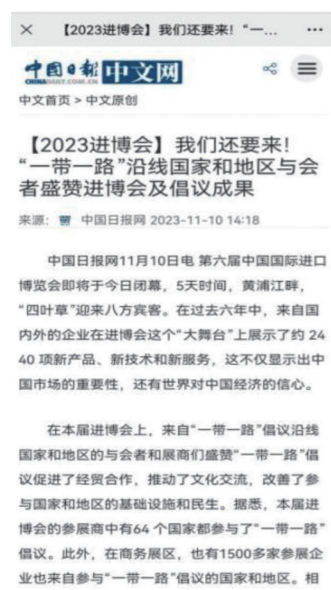 【2023进博会】我们还要来！“一...
中国日报 中文网
CHINADAILY.COM.CN
中文首页 > 中文原创
【2023进博会】我们还要来！
“一带一路”沿线国家和地区与会
者盛赞进博会及倡议成果
来源： 中国日报网 2023-11-10 14:18
中国日报网11月10日电 第六届中国国际进口
博览会即将于今日闭幕，5天时间，黄浦江畔，
“四叶草”迎来八方宾客。在过去六年中，来自国
内外的企业在进博会这个“大舞台”上展示了约 24
40 项新产品、新技术和新服务，这不仅显示出中
国市场的重要性，还有世界对中国经济的信心。
在本届进博会上，来自“一带一路”倡议沿线
国家和地区的与会者和展商们盛赞“一带一路”倡
议促进了经贸合作，推动了文化交流，改善了参
与国家和地区的基础设施和民生。据悉，本届进
博会的参展商中有64 个国家都参与了“一带一路”
倡议。此外，在商务展区，也有1500多家参展企
业也来自参与“一带一路”倡议的国家和地区。相